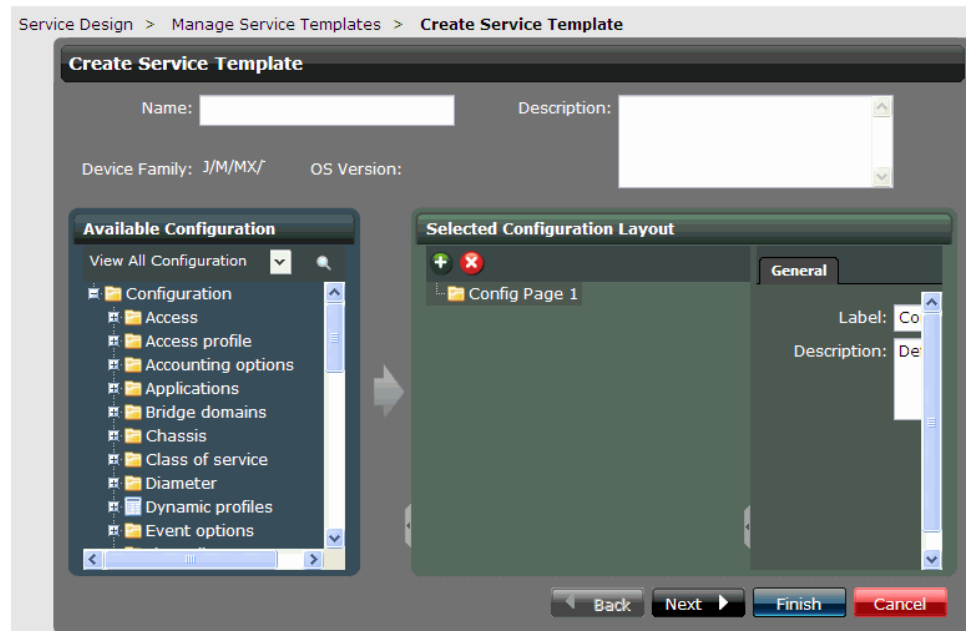 Service Design > Manage Service Templates > Create Service Template
Create Service Template
Name:
Description:
Device Family: J/M/MX/
OS Version:
Available Configuration
View All Configuration
Configuration
Access
Access profile
Accounting options
Applications
Bridge domains
Chassis
Class of service
Diameter
Dynamic profiles
Event options
Selected Configuration Layout
Config Page 1
General
Label: Co
Description: De
Back
Next
Finish
Cancel